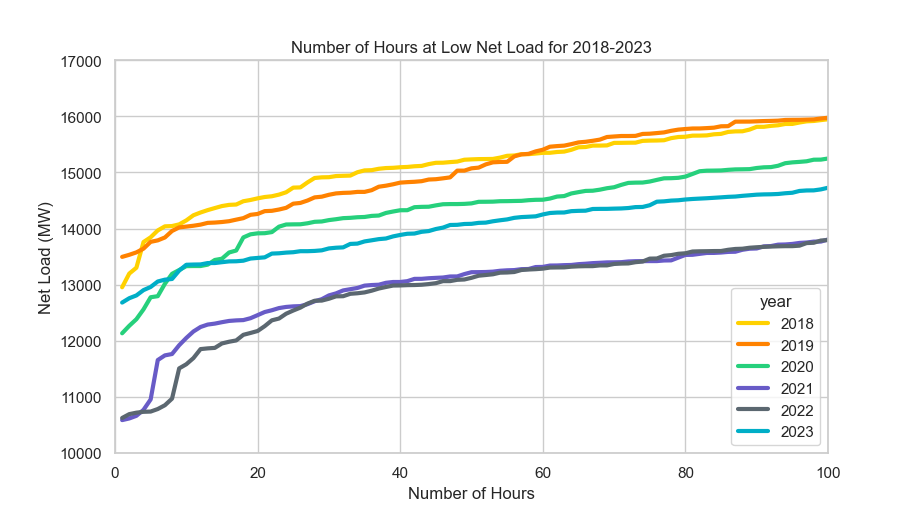 Number of Hours at Low Net Load for 2018-2023
17000
16000
15000
14000
13000
12000
11000
10000
Net Load (MW)
0 20 40 60 80 100
Number of Hours
year
2018
2019
2020
2021
2022
2023